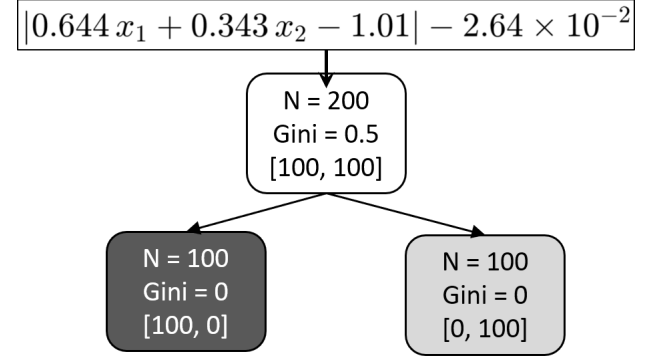 |0.644 x₁ + 0.343 x₂ − 1.01| − 2.64 × 10⁻²
N = 200
Gini = 0.5
[100, 100]
N = 100
Gini = 0
[100, 0]
N = 100
Gini = 0
[0, 100]